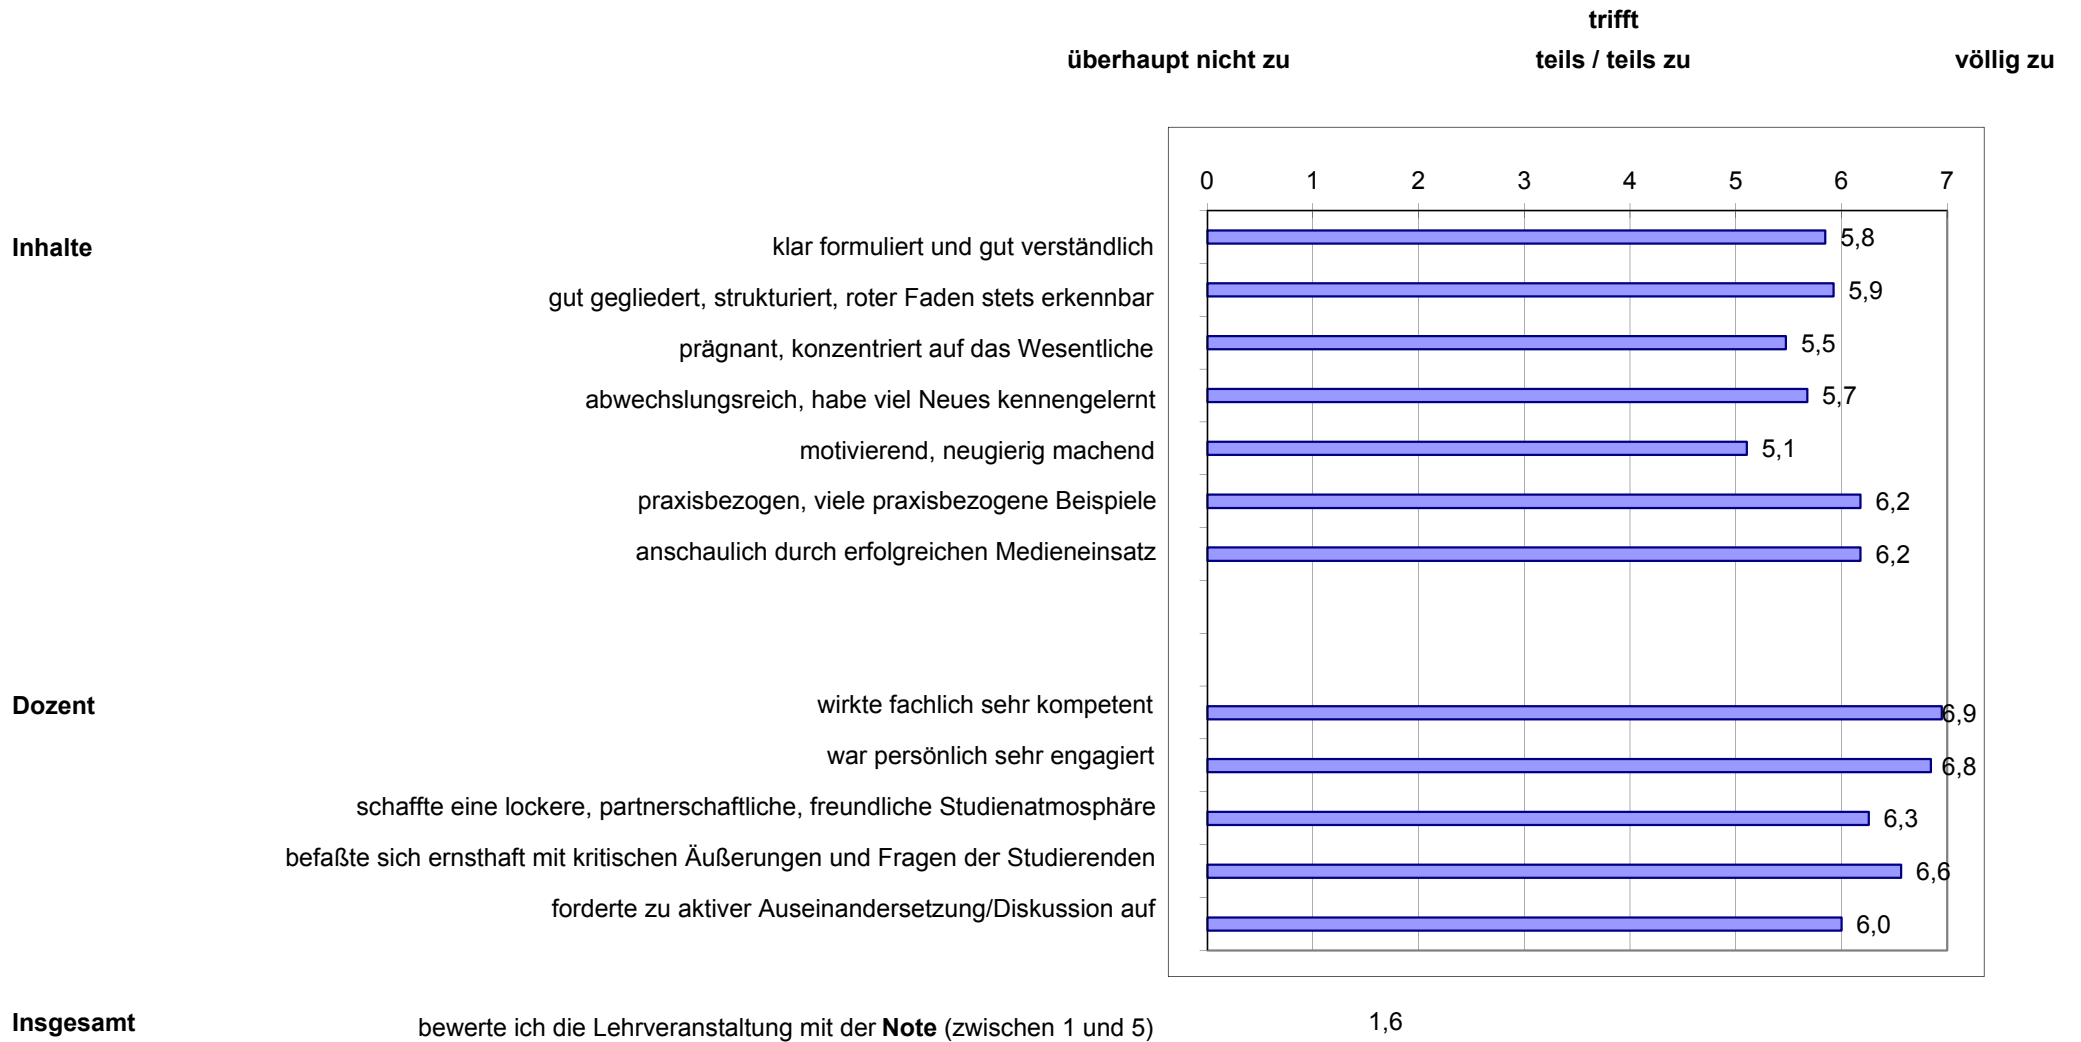 trifft
überhaupt nicht zu teils / teils zu völlig zu
0 1 2 3 4 5 6 7
Inhalte klar formuliert und gut verständlich 5,8
gut gegliedert, strukturiert, roter Faden stets erkennbar 5,9
prägnant, konzentriert auf das Wesentliche 5,5
abwechslungsreich, habe viel Neues kennengelernt 5,7
motivierend, neugierig machend 5,1
praxisbezogen, viele praxisbezogene Beispiele 6,2
anschaulich durch erfolgreichen Medieneinsatz 6,2
Dozent wirkte fachlich sehr kompetent 6,9
war persönlich sehr engagiert 6,8
schaffte eine lockere, partnerschaftliche, freundliche Studienatmosphäre 6,3
befaßte sich ernsthaft mit kritischen Äußerungen und Fragen der Studierenden 6,6
forderte zu aktiver Auseinandersetzung/Diskussion auf 6,0
Insgesamt bewerte ich die Lehrveranstaltung mit der Note (zwischen 1 und 5) 1,6